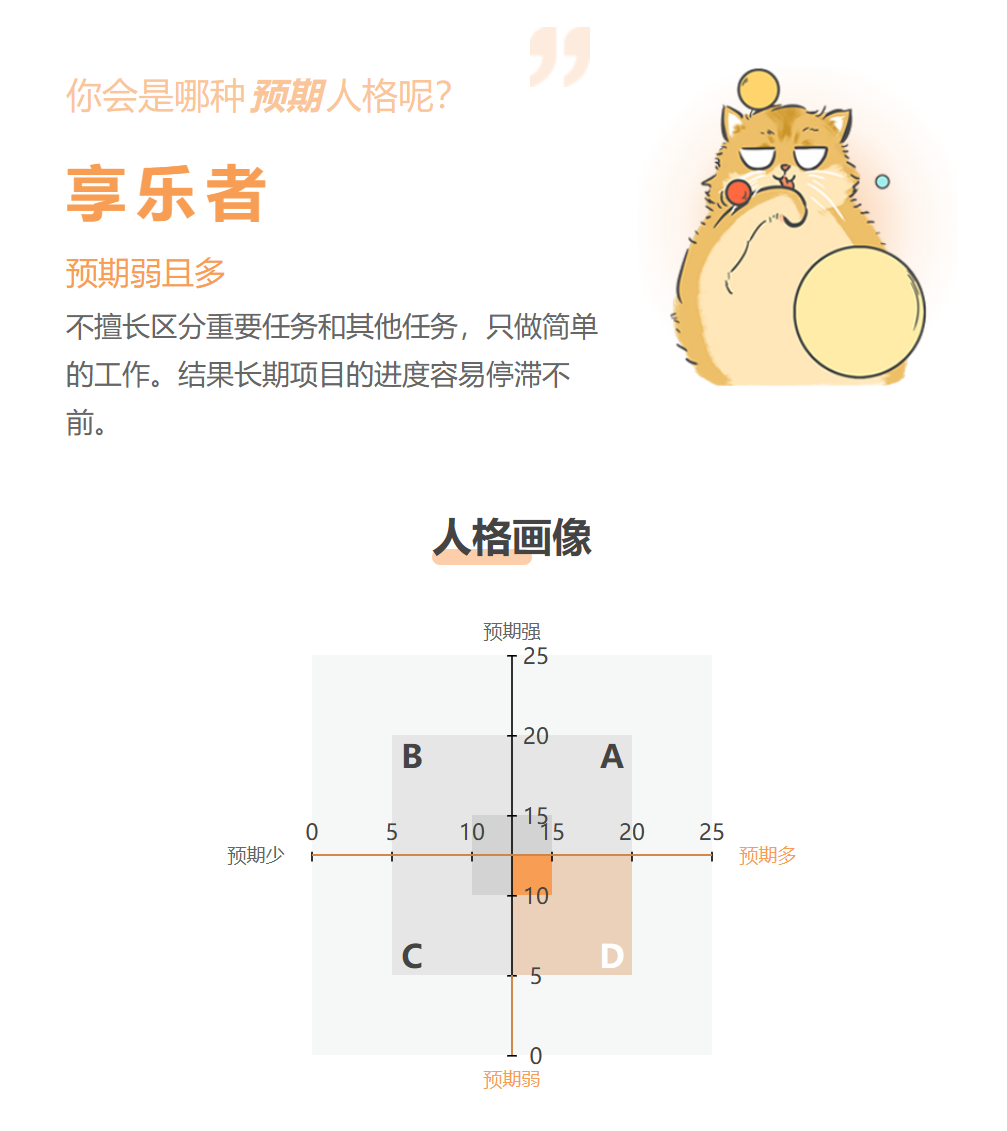 你会是哪种预期人格呢?
享乐者
预期弱且多
不擅长区分重要任务和其他任务，只做简单
的工作。结果长期项目的进度容易停滞不
前。
人格画像
预期强
25
20
B A
15
0 5 10 15 20 25
预期少 预期多
10
C D
5
0
预期弱